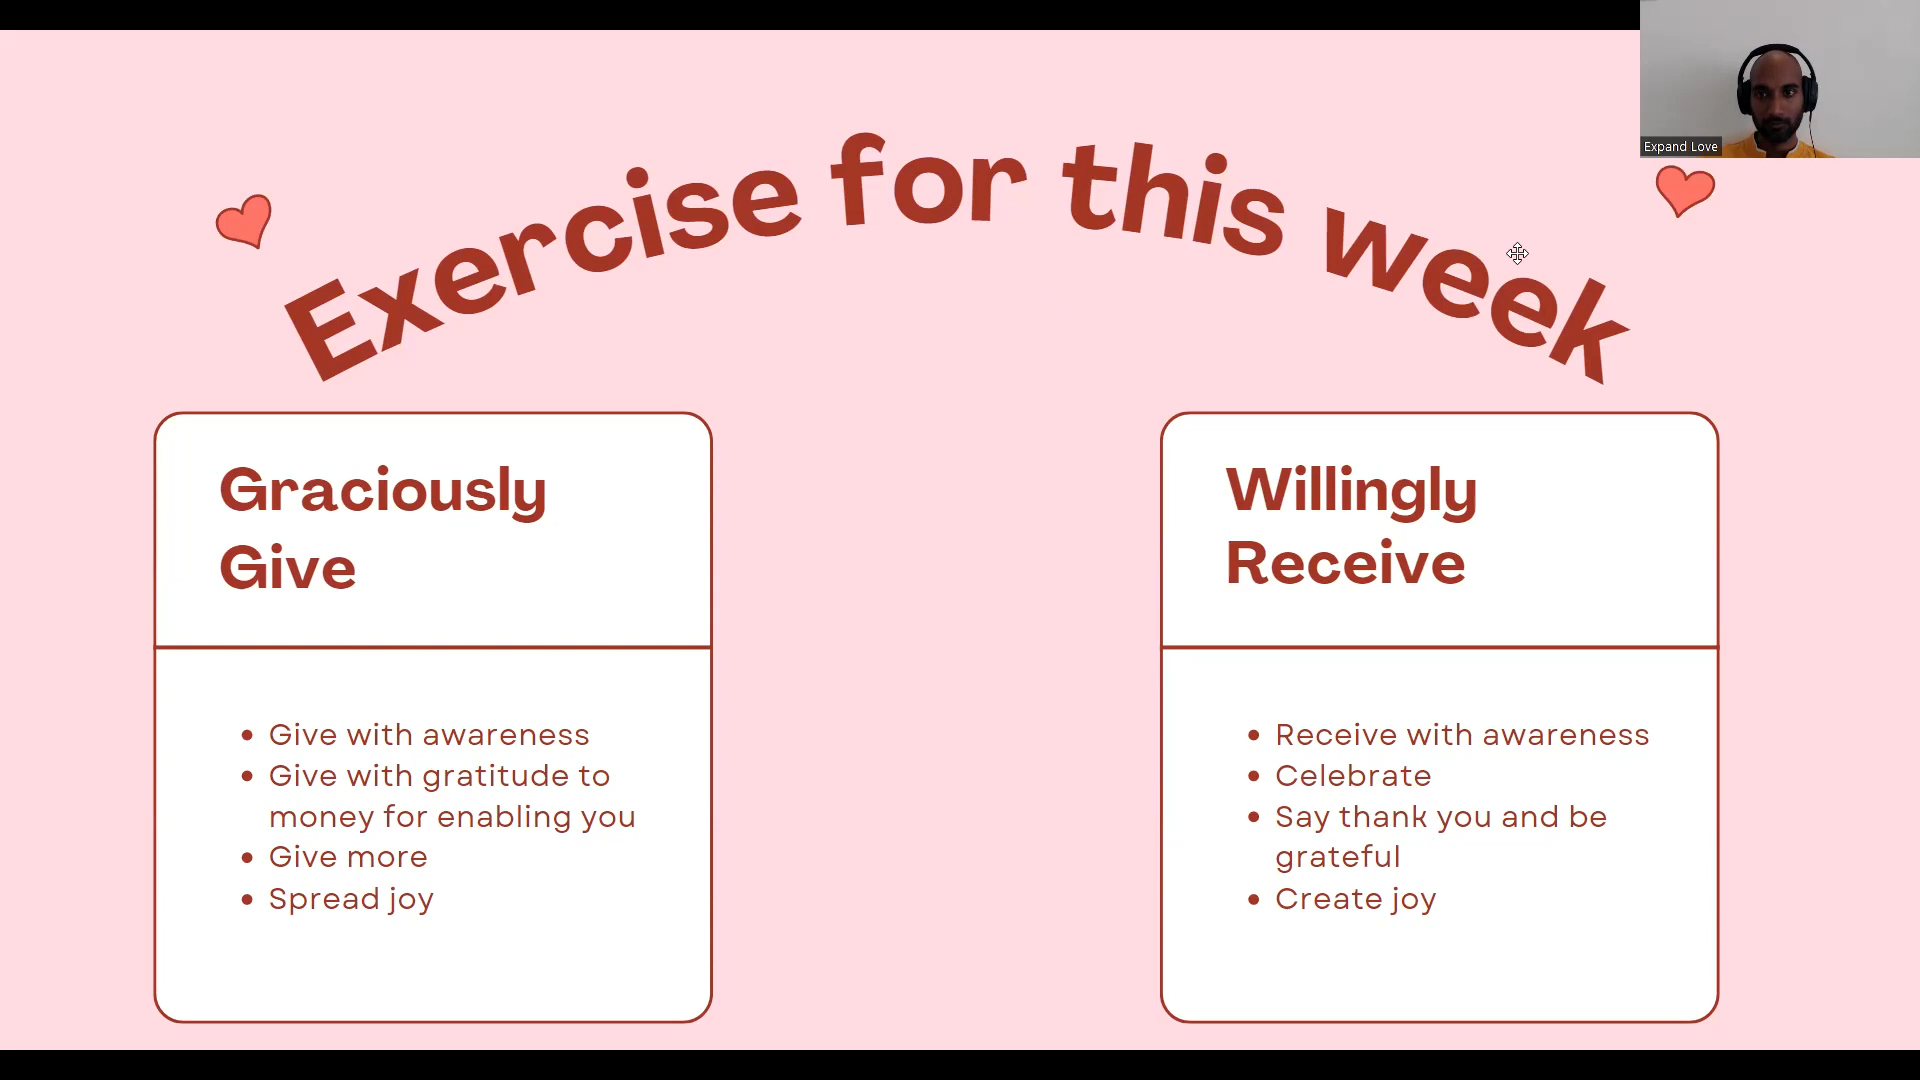 Expand Love
Exercise for this week
Graciously
Give
Give with awareness
Give with gratitude to
money for enabling you
Give more
Spread joy
Willingly
Receive
Receive with awareness
Celebrate
Say thank you and be
grateful
Create joy